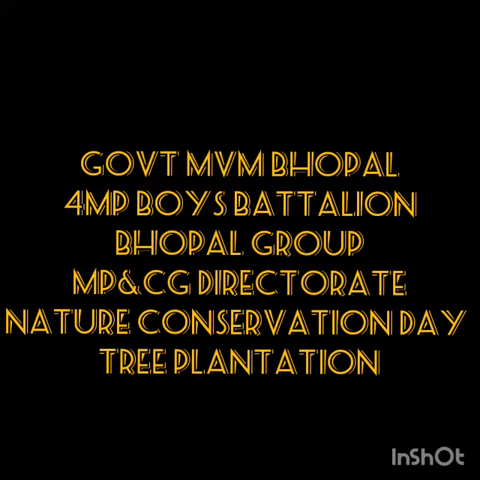 GOVT MVM BHOPAL
4MP BOYS BATTALION
BHOPAL GROUP
MP&CG DIRECTORATE
NATURE CONSERVATION DAY
TREE PLANTATION
InShOt